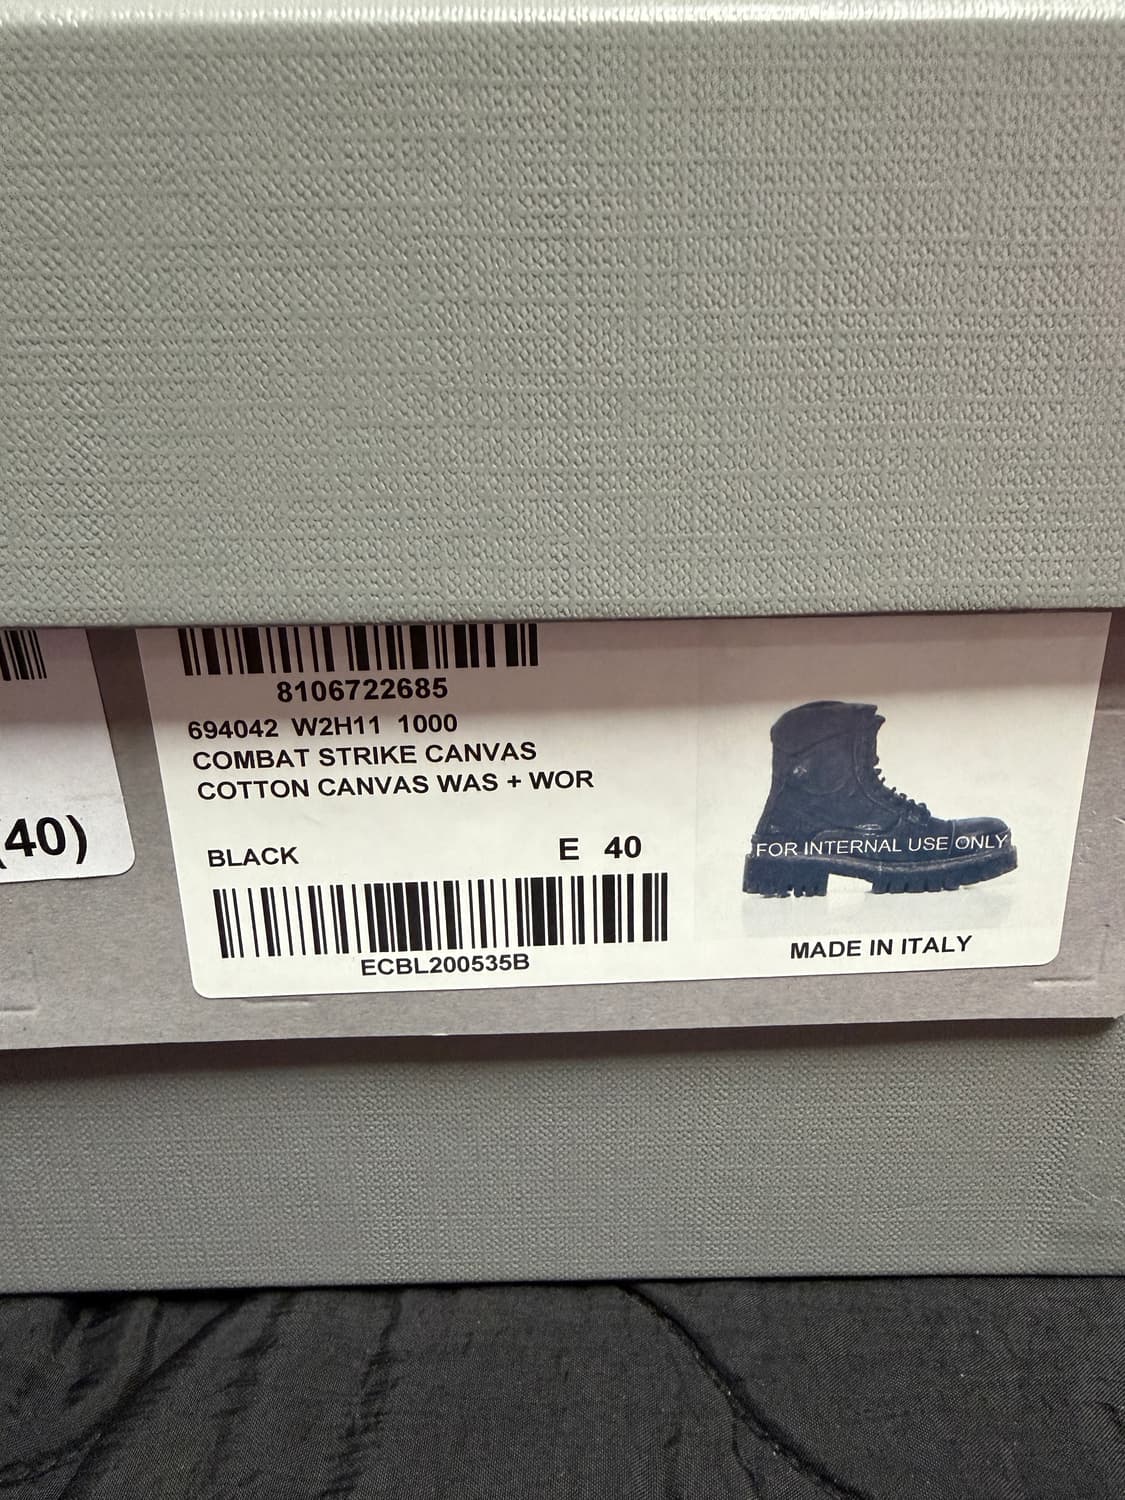 8106722685
694042 W2H11 1000
COMBAT STRIKE CANVAS
COTTON CANVAS WAS + WOR
BLACK E 40
ECBL200535B
FOR INTERNAL USE ONLY
MADE IN ITALY
40)